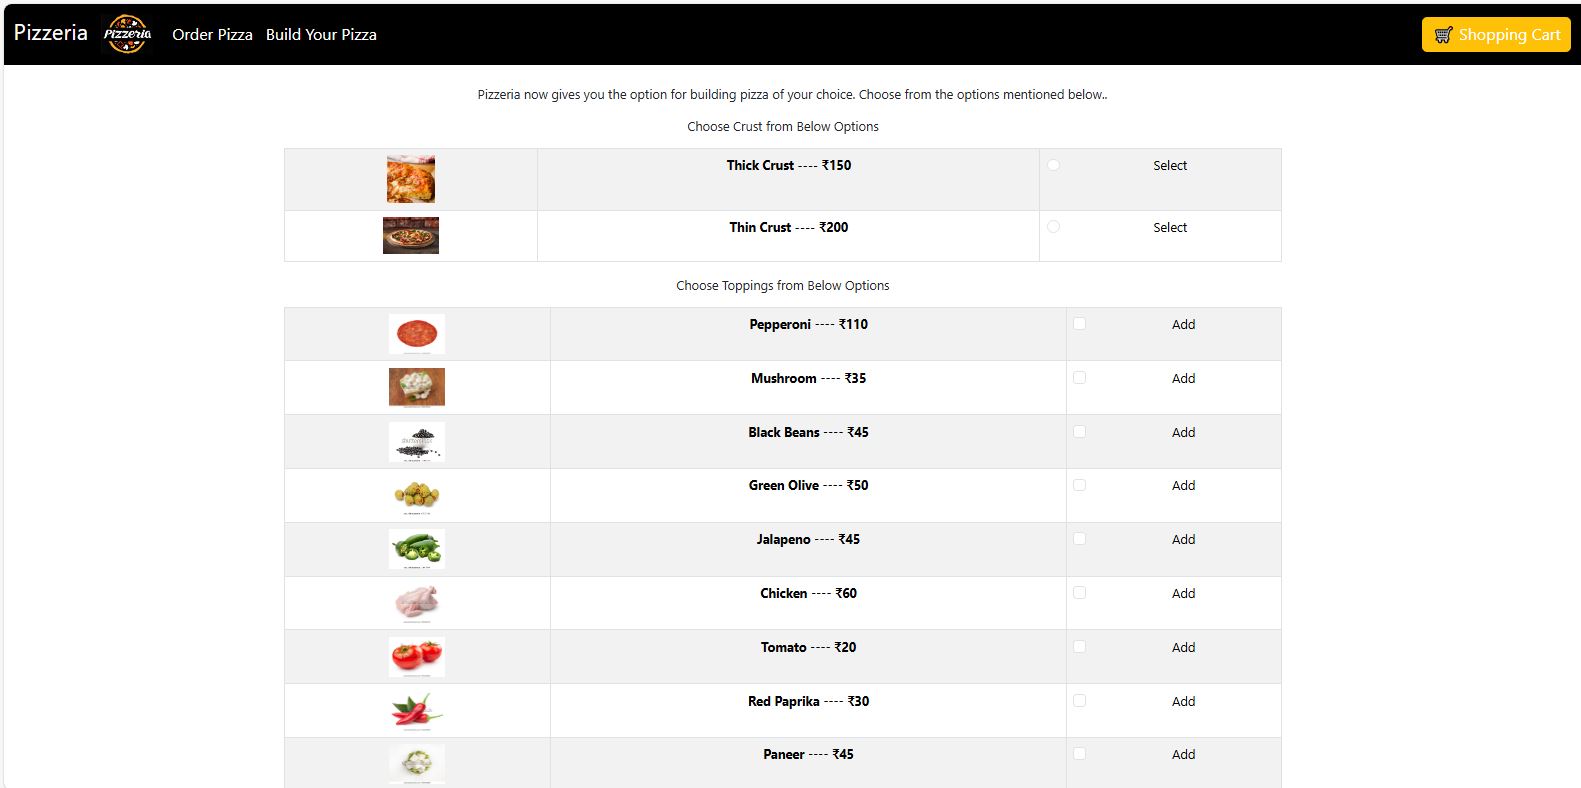 Pizzeria Pizzeria Order Pizza Build Your Pizza Shopping Cart
Pizzeria now gives you the option for building pizza of your choice. Choose from the options mentioned below..
Choose Crust from Below Options
Thick Crust ---- ₹150 Select
Thin Crust ---- ₹200 Select
Choose Toppings from Below Options
Pepperoni ---- ₹110 Add
Mushroom ---- ₹35 Add
Black Beans ---- ₹45 Add
Green Olive ---- ₹50 Add
Jalapeno ---- ₹45 Add
Chicken ---- ₹60 Add
Tomato ---- ₹20 Add
Red Paprika ---- ₹30 Add
Paneer ---- ₹45 Add